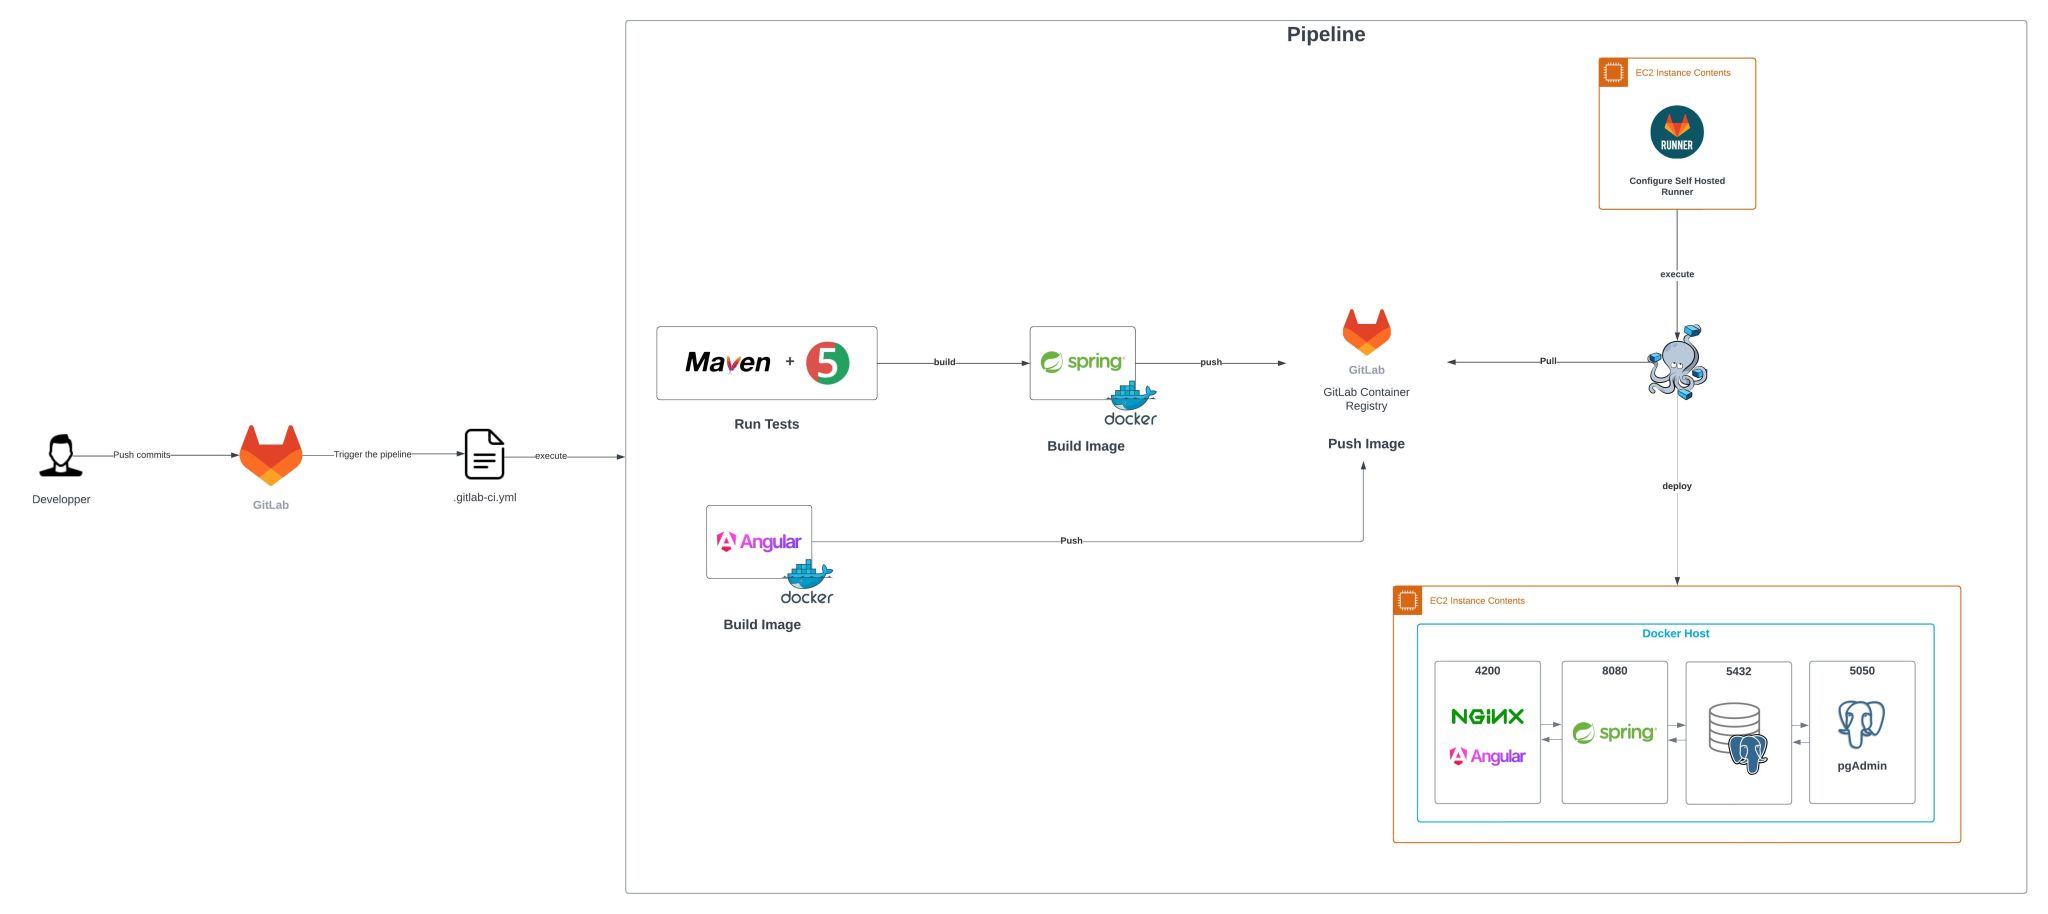 Pipeline
EC2 Instance Contents
RUNNER
Configure Self Hosted
Runner
execute
Maven + 5
build
spring
push
docker
Run Tests
Build Image
GitLab
GitLab Container
Registry
Push Image
Pull
Push commits
Trigger the pipeline
execute
Developper
GitLab
.gitlab-ci.yml
deploy
Angular
Push
docker
Build Image
EC2 Instance Contents
Docker Host
4200
8080
5432
5050
NGINX
Angular
spring
pgAdmin